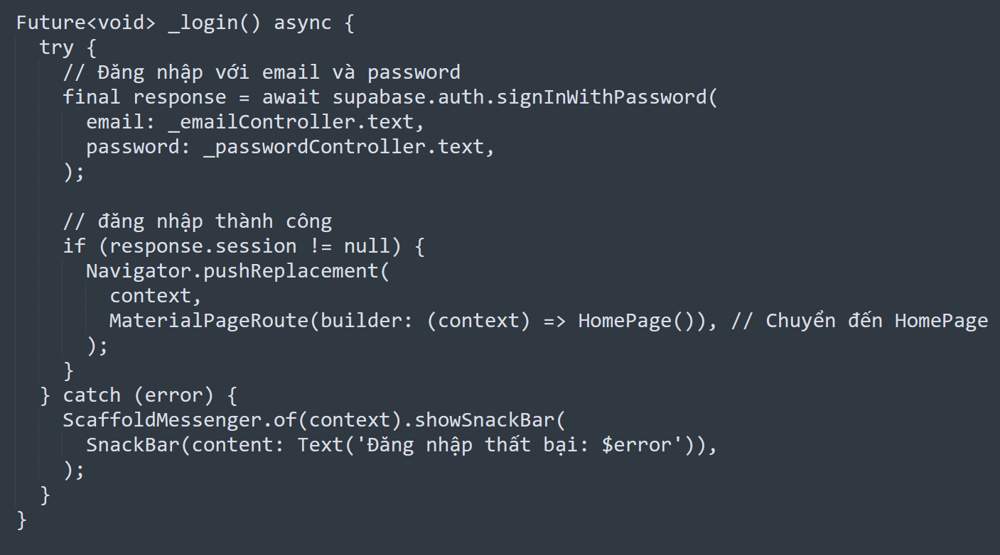 Future<void> _login() async {
  try {
    // Đăng nhập với email và password
    final response = await supabase.auth.signInWithPassword(
      email: _emailController.text,
      password: _passwordController.text,
    );

    // đăng nhập thành công
    if (response.session != null) {
      Navigator.pushReplacement(
        context,
        MaterialPageRoute(builder: (context) => HomePage()), // Chuyển đến HomePage
      );
    }
  } catch (error) {
    ScaffoldMessenger.of(context).showSnackBar(
      SnackBar(content: Text('Đăng nhập thất bại: $error')),
    );
  }
}